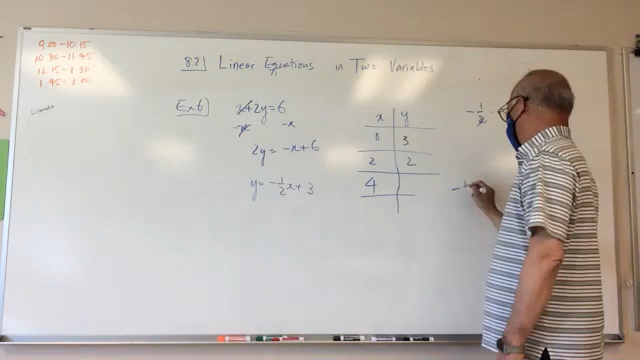 9:00-10:15
10:30-11:45
12:15-1:30
1:45-3:00
8.2 Linear Equations in Two Variables
Ex 6
x+2y=6
-x -x
2y = -x+6
y = -1/2x+3
x y
0 3
2 2
4
-1/2
-1